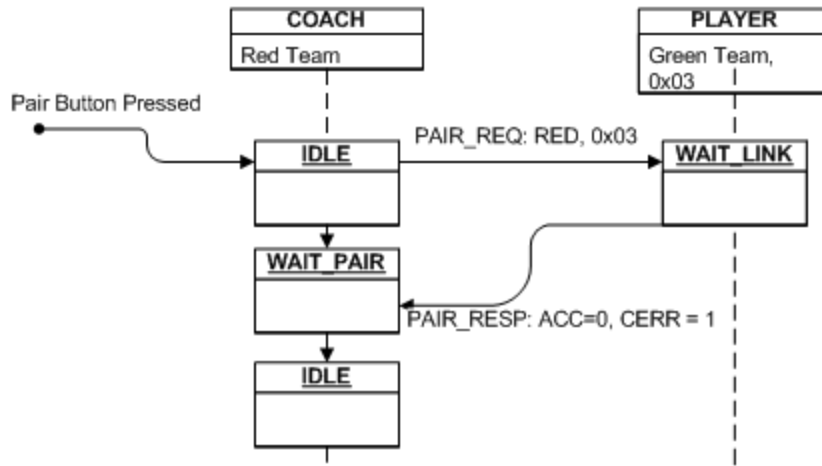 COACH
Red Team
PLAYER
Green Team,
0x03
Pair Button Pressed
IDLE
PAIR_REQ: RED, 0x03
WAIT_LINK
WAIT_PAIR
PAIR_RESP: ACC=0, CERR = 1
IDLE